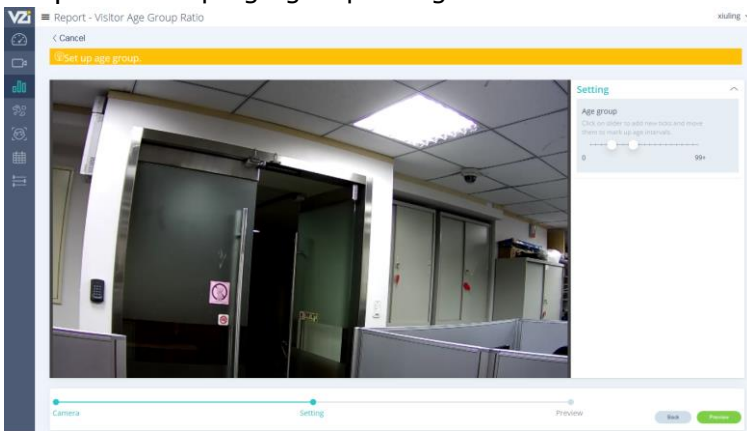 VZi
Report - Visitor Age Group Ratio
xiuling
< Cancel
Set up age group.
Setting
Age group
Click on slider to add new dots and move
them to mark up age intervals.
0
99+
Camera
Setting
Preview
Back
Preview